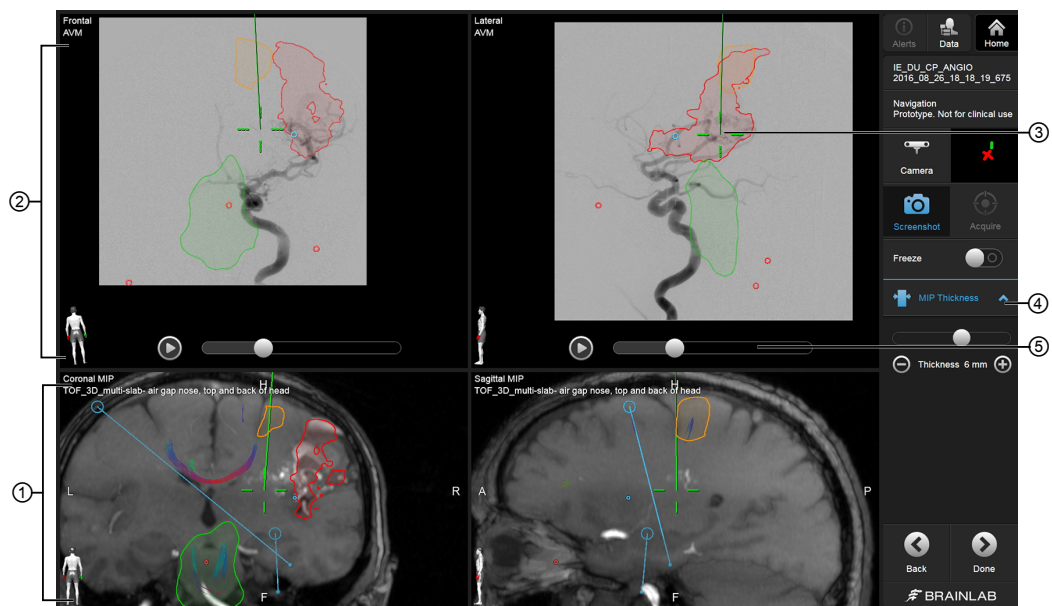 Frontal
AVM
Lateral
AVM
Alerts
Data
Home
IE_DU_CP_ANGIO
2016_08_26_18_18_19_675
Navigation
Prototype. Not for clinical use
Camera
Screenshot
Acquire
Freeze
MIP Thickness
Thickness 6 mm
Coronal MIP
TOF_3D_multi-slab- air gap nose, top and back of head
H
L
R
F
Sagittal MIP
TOF_3D_multi-slab- air gap nose, top and back of head
H
A
P
F
Back
Done
BRAINLAB
1
2
3
4
5